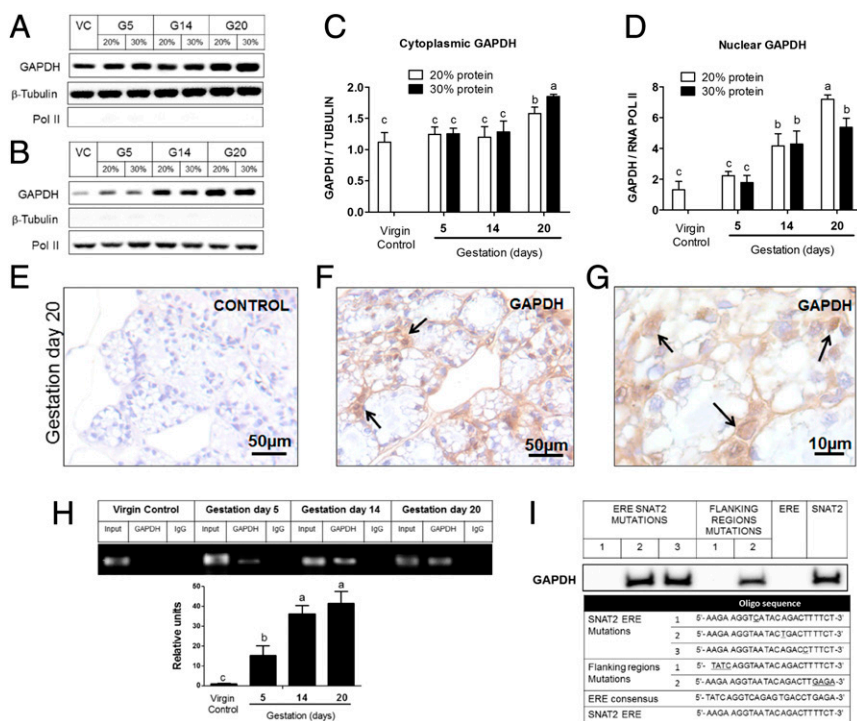 A
VC G5 G14 G20
20% 30% 20% 30% 20% 30%
GAPDH
β-Tubulin
Pol II
B
VC G5 G14 G20
20% 30% 20% 30% 20% 30%
GAPDH
β-Tubulin
Pol II
C
Cytoplasmic GAPDH
20% protein
30% protein
GAPDH / TUBULIN
2.0
1.5
1.0
0.5
0.0
c c c c c b a
Virgin Control
5 14 20
Gestation (days)
D
Nuclear GAPDH
20% protein
30% protein
GAPDH / RNA POL II
8
6
4
2
0
c c c b b a b
Virgin Control
5 14 20
Gestation (days)
Gestation day 20
E
CONTROL
50µm
F
GAPDH
50µm
G
GAPDH
10µm
H
Virgin Control Gestation day 5 Gestation day 14 Gestation day 20
Input GAPDH IgG Input GAPDH IgG Input GAPDH IgG Input GAPDH IgG
Relative units
50
40
30
20
10
0
c b a a
Virgin Control
5 14 20
Gestation (days)
I
ERE SNAT2 MUTATIONS FLANKING REGIONS MUTATIONS ERE SNAT2
1 2 3 1 2
GAPDH
Oligo sequence
SNAT2 ERE Mutations
1 5'- AAGA AGGTCATACAGACTTTTCT-3'
2 5'- AAGA AGGTAATACTGACTTTTCT-3'
3 5'- AAGA AGGTAATACAGACCTTTCT-3'
Flanking regions Mutations
1 5'- TATC AGGTAATACAGACTTTTCT-3'
2 5'- AAGA AGGTAATACAGACTTGAGA-3'
ERE consensus 5'-TATCAGGTCAGAGTGACCTGAGA-3'
SNAT2 ERE 5'- AAGA AGGTAATACAGACTTTTCT-3'